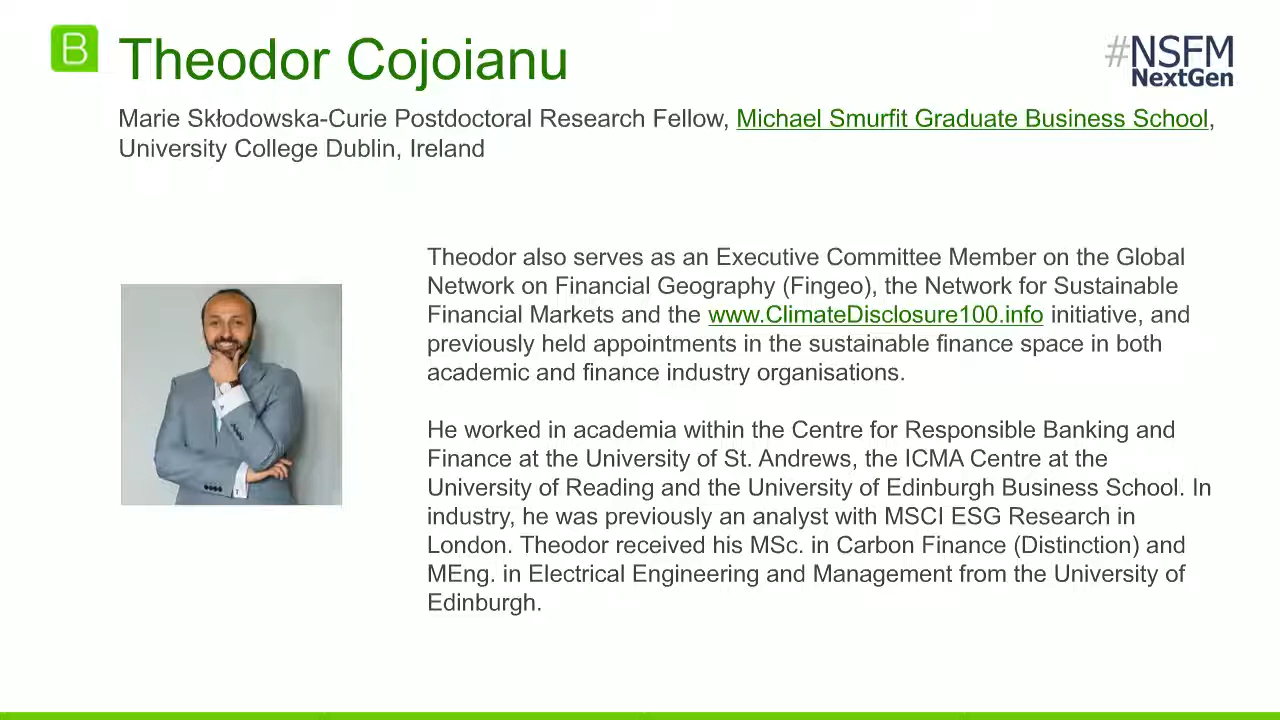 B
Theodor Cojoianu
#NSFM
NextGen
Marie Skłodowska-Curie Postdoctoral Research Fellow, Michael Smurfit Graduate Business School,
University College Dublin, Ireland
Theodor also serves as an Executive Committee Member on the Global
Network on Financial Geography (Fingeo), the Network for Sustainable
Financial Markets and the www.ClimateDisclosure100.info initiative, and
previously held appointments in the sustainable finance space in both
academic and finance industry organisations.
He worked in academia within the Centre for Responsible Banking and
Finance at the University of St. Andrews, the ICMA Centre at the
University of Reading and the University of Edinburgh Business School. In
industry, he was previously an analyst with MSCI ESG Research in
London. Theodor received his MSc. in Carbon Finance (Distinction) and
MEng. in Electrical Engineering and Management from the University of
Edinburgh.